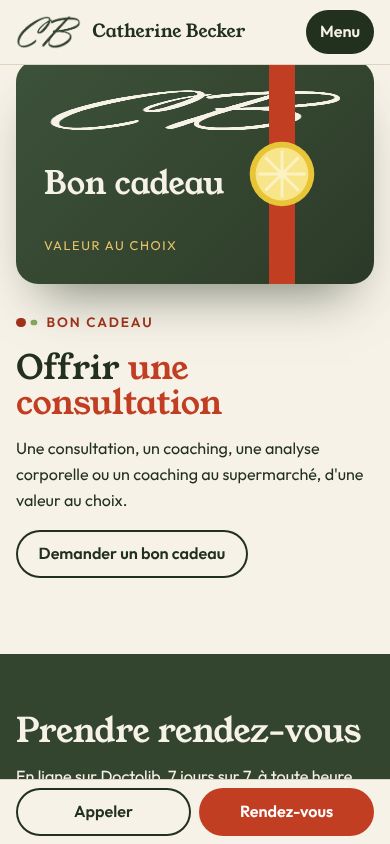 CB Catherine Becker
Menu
CB
Bon cadeau
VALEUR AU CHOIX
BON CADEAU
Offrir une
consultation
Une consultation, un coaching, une analyse
corporelle ou un coaching au supermarché, d'une
valeur au choix.
Demander un bon cadeau
Prendre rendez-vous
En ligne sur Doctolib, 7 jours sur 7, à toute heure
Appeler
Rendez-vous